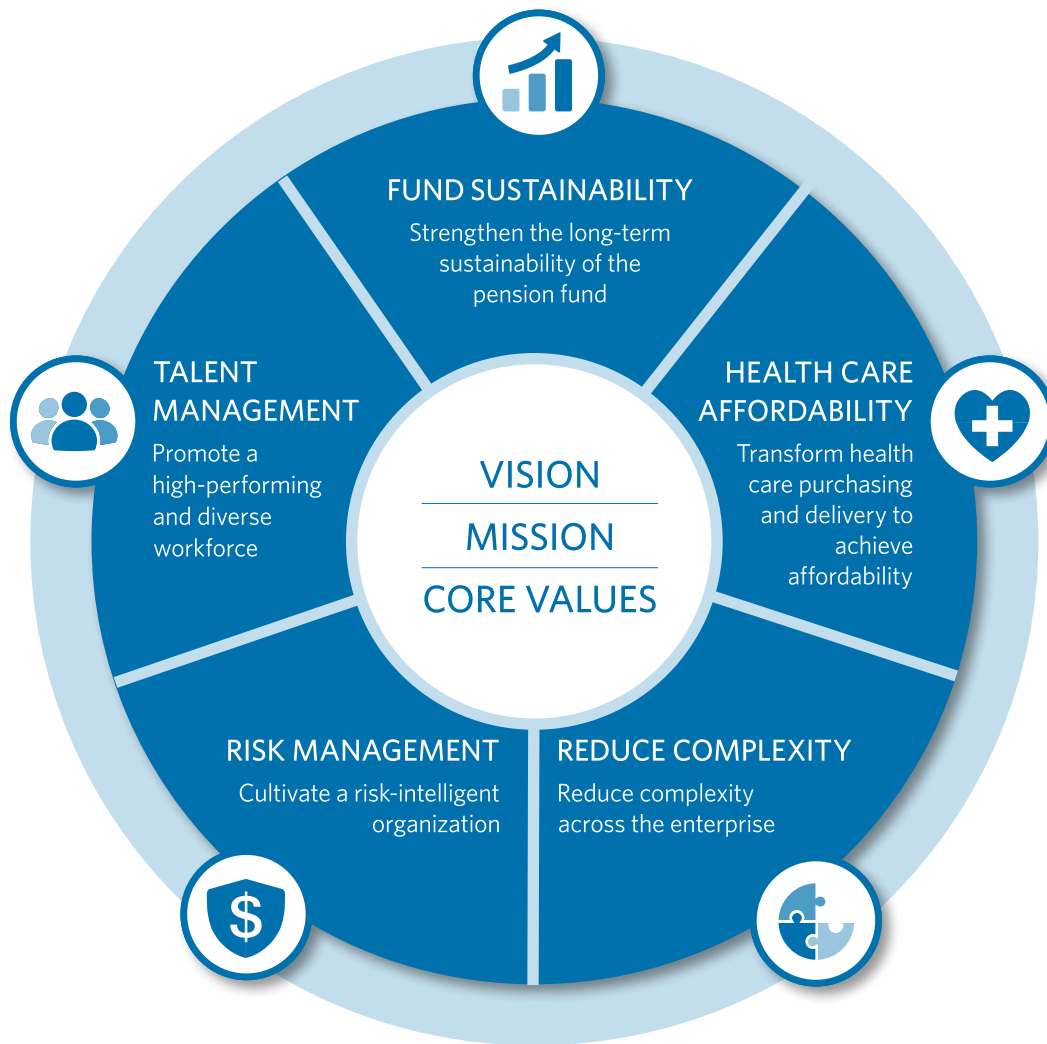 FUND SUSTAINABILITY
Strengthen the long-term
sustainability of the
pension fund
HEALTH CARE
AFFORDABILITY
Transform health
care purchasing
and delivery to
achieve
affordability
REDUCE COMPLEXITY
Reduce complexity
across the enterprise
RISK MANAGEMENT
Cultivate a risk-intelligent
organization
TALENT
MANAGEMENT
Promote a
high-performing
and diverse
workforce
VISION
MISSION
CORE VALUES
$